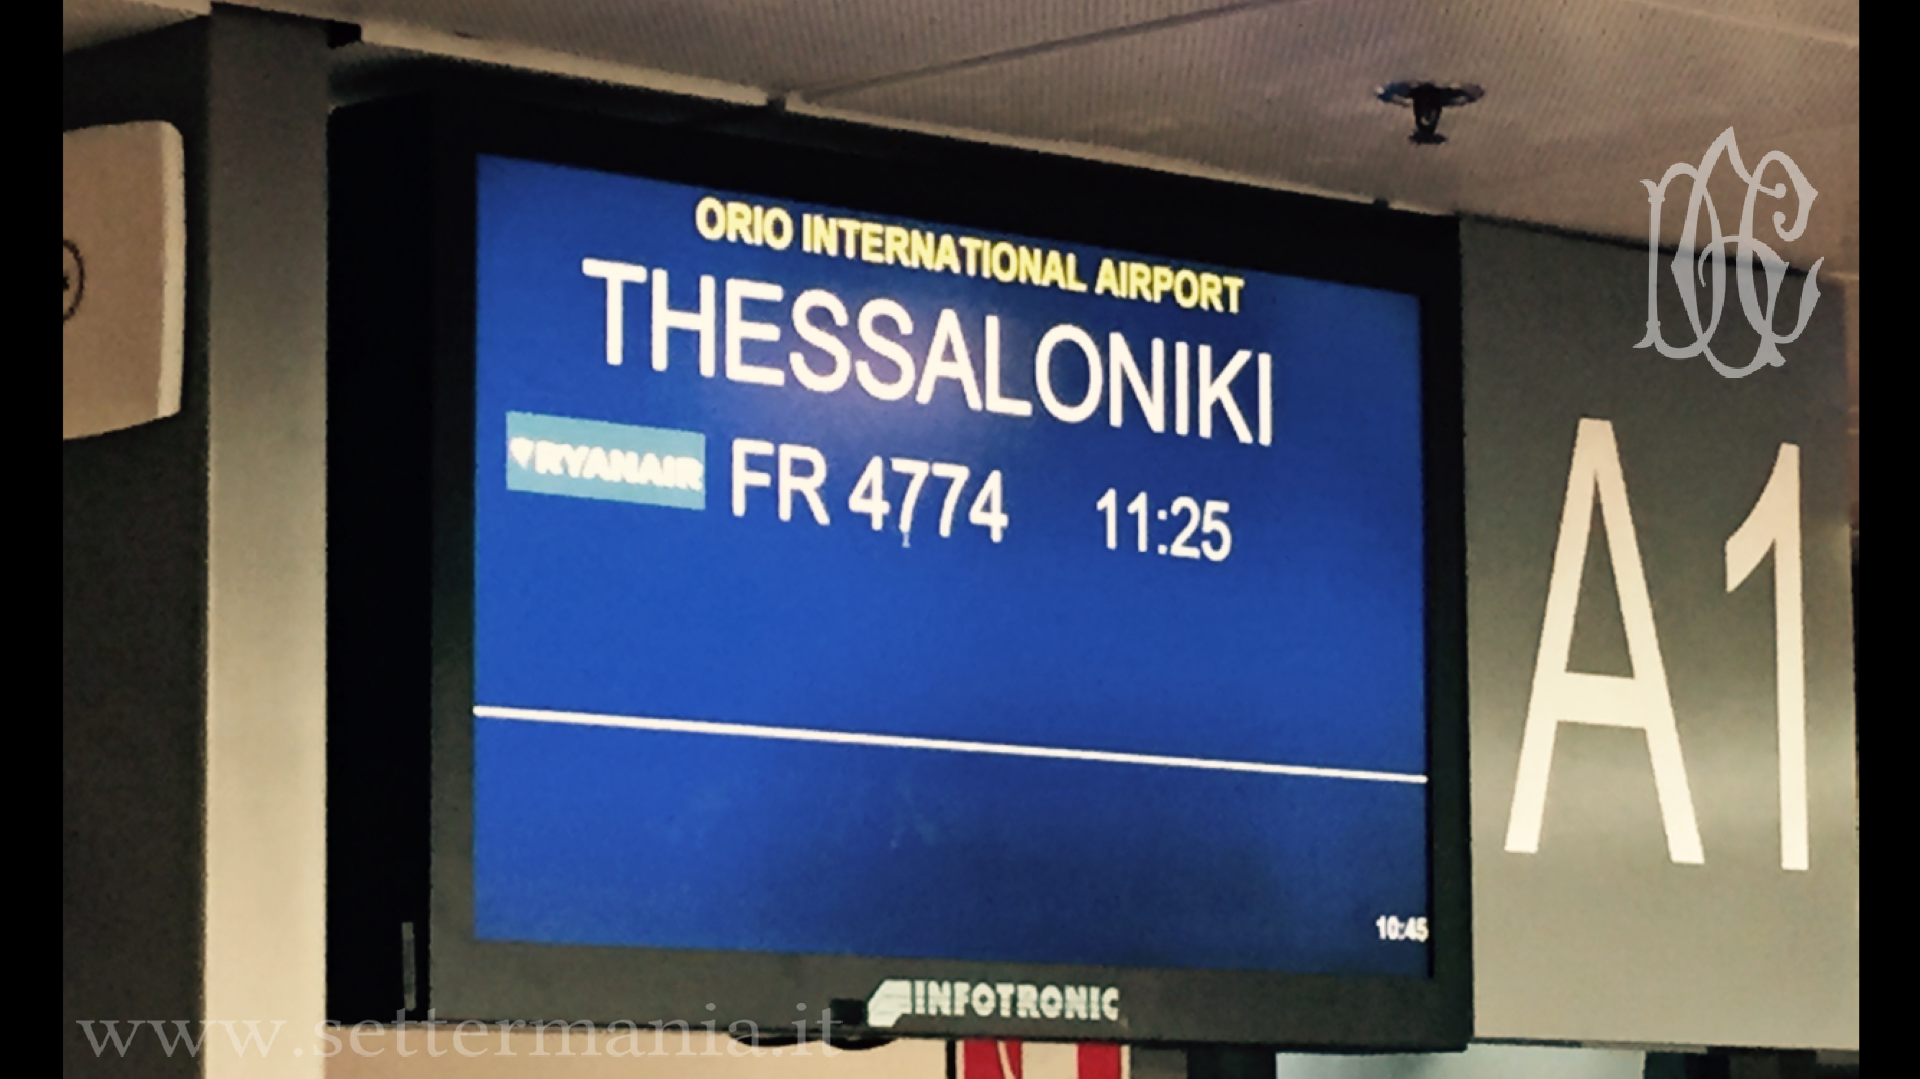 ORIO INTERNATIONAL AIRPORT
THESSALONIKI
RYANAIR FR 4774 11:25
A1
10:45
INFOTRONIC
www.settermania.it